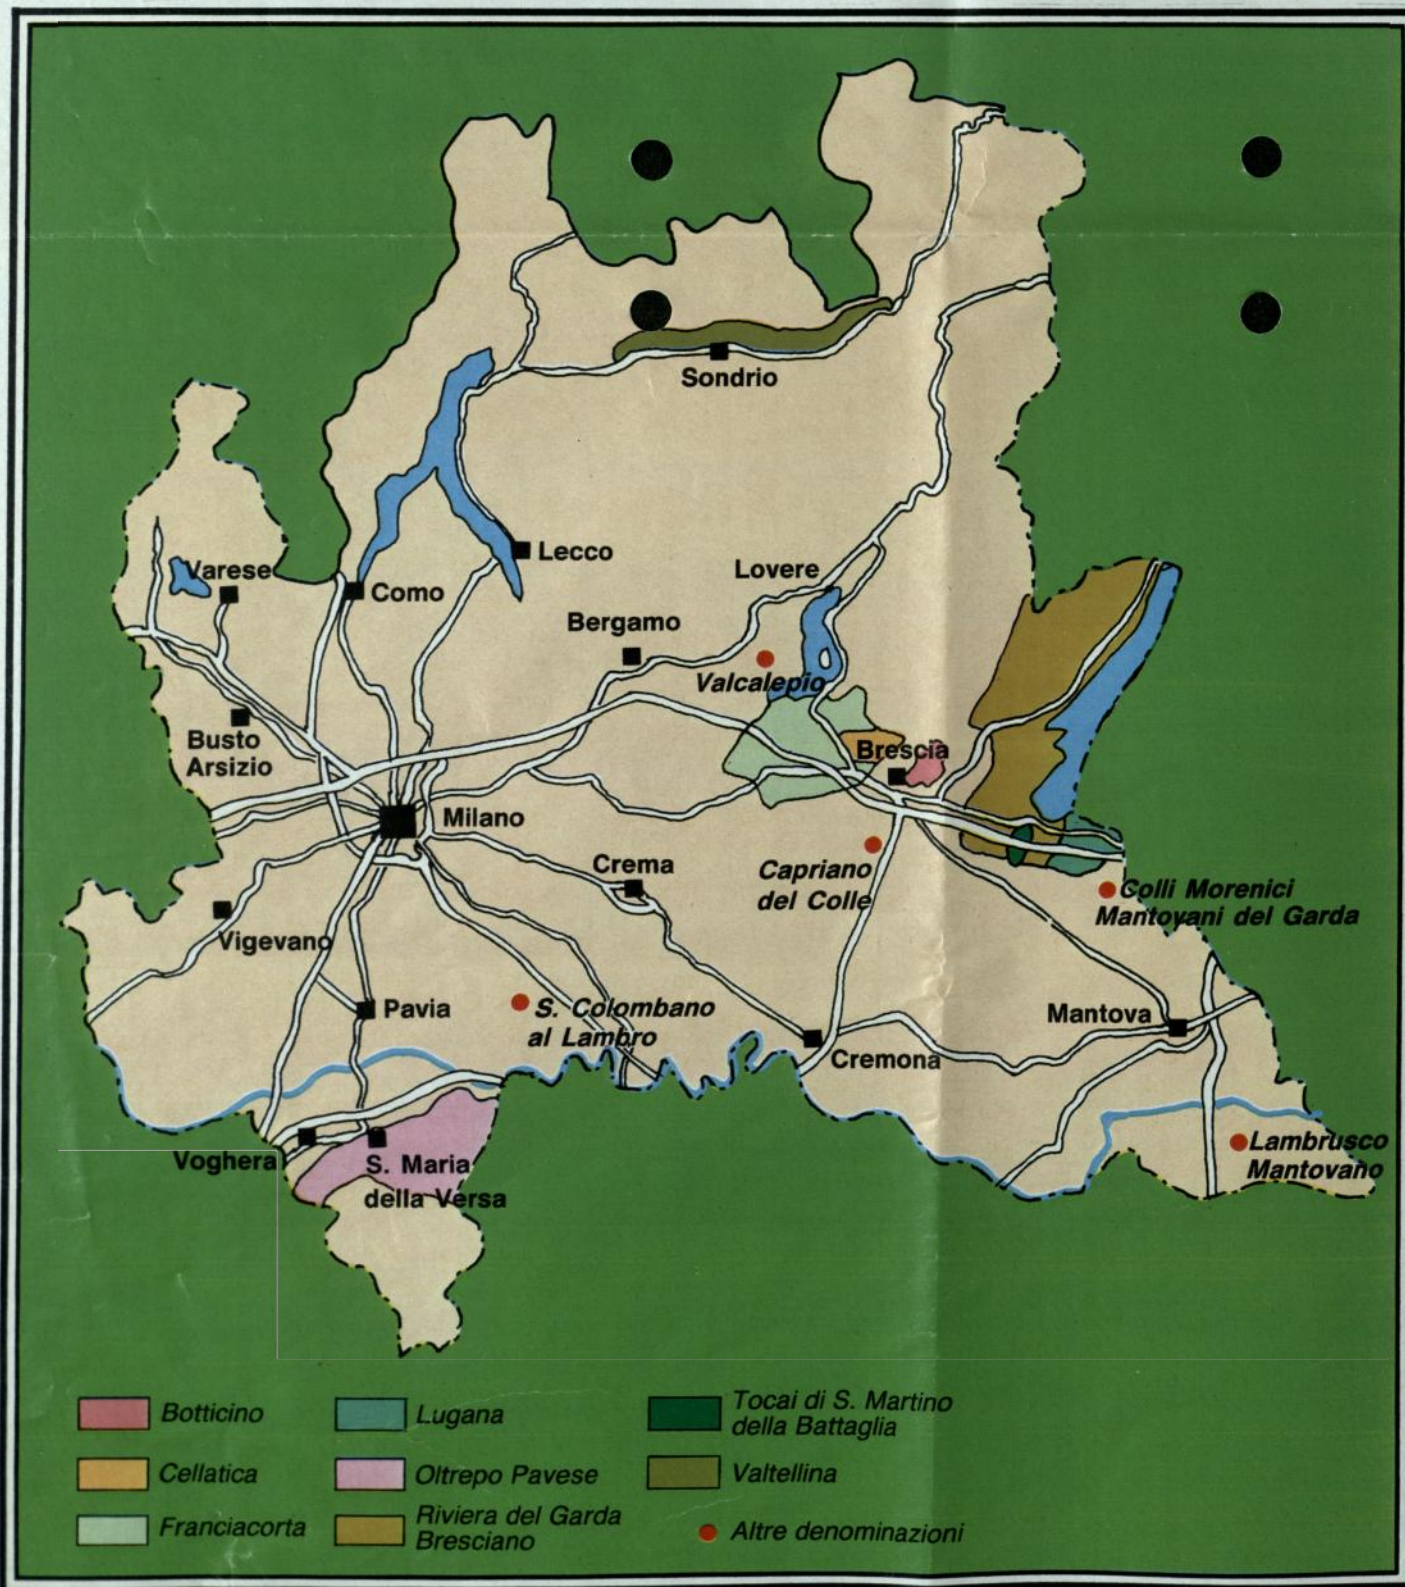 Sondrio
Lecco
Varese
Como
Lovere
Bergamo
Valcalepio
Busto
Arsizio
Brescia
Milano
Crema
Capriano
del Colle
Colli Morenici
Mantovani del Garda
Vigevano
Pavia
S. Colombano
al Lambro
Mantova
Cremona
Voghera
S. Maria
della Versa
Lambrusco
Mantovano
Botticino
Cellatica
Franciacorta
Lugana
Oltrepo Pavese
Riviera del Garda
Bresciano
Tocai di S. Martino
della Battaglia
Valtellina
Altre denominazioni